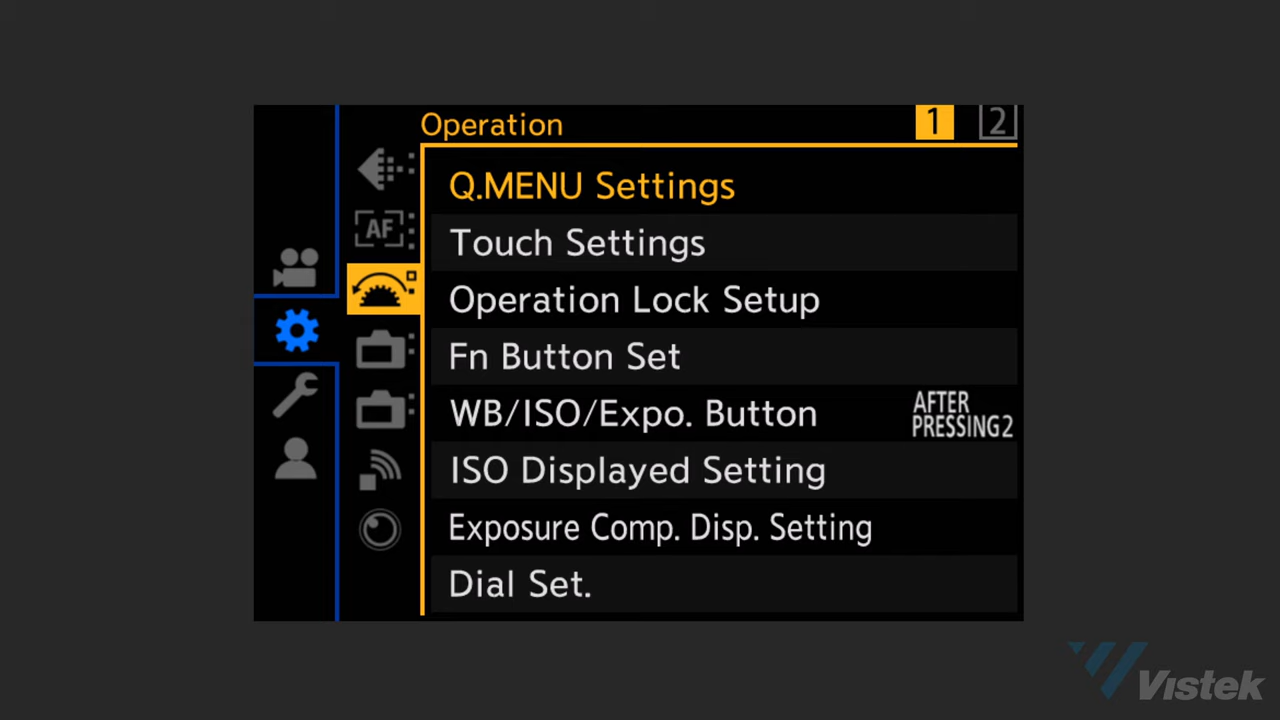 Operation
1
2
Q.MENU Settings
AF
Touch Settings
Operation Lock Setup
Fn Button Set
WB/ISO/Expo. Button
AFTER
PRESSING2
ISO Displayed Setting
Exposure Comp. Disp. Setting
Dial Set.
Vistek